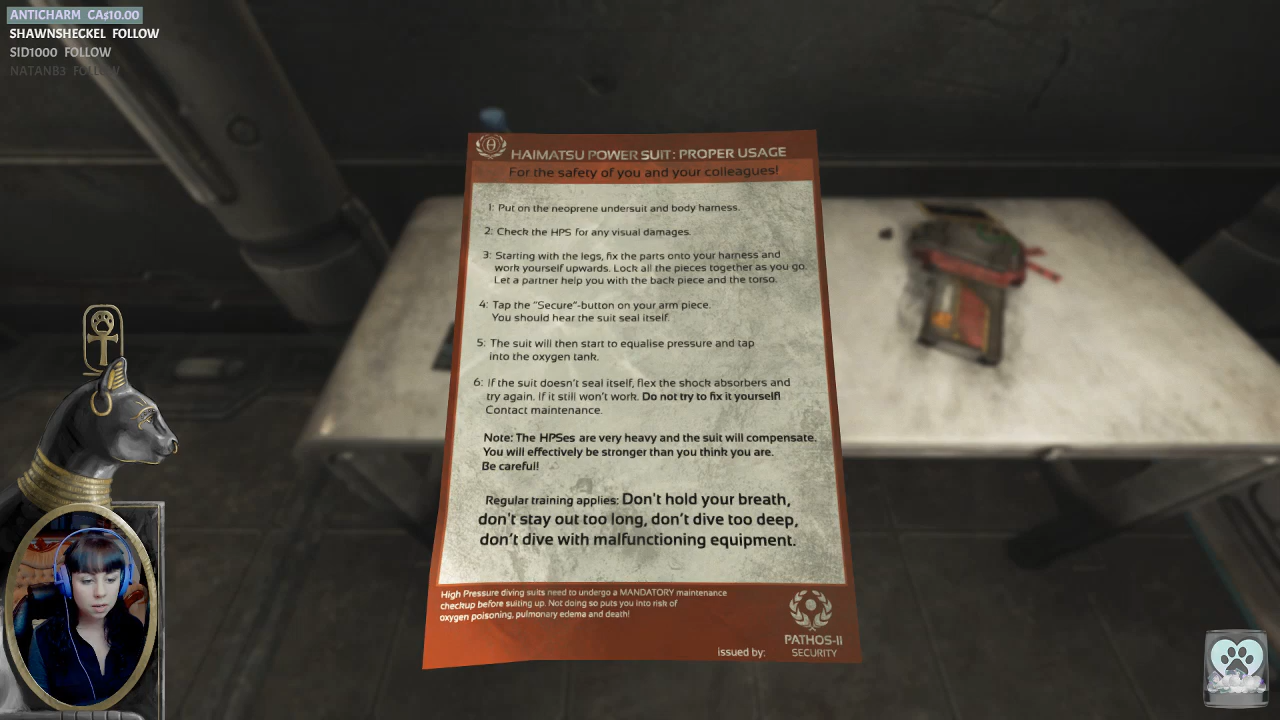 ANTICHARM CA$10.00
SHAWNSHECKEL FOLLOW
SID1000 FOLLOW
NATANB3 FOLLOW
HAIMATSU POWER SUIT: PROPER USAGE
For the safety of you and your colleagues!
1: Put on the neoprene undersuit and body harness.
2: Check the HPS for any visual damages.
3: Starting with the legs, fix the parts onto your harness and
work yourself upwards. Lock all the pieces together as you go.
Let a partner help you with the back piece and the torso.
4: Tap the "Secure"-button on your arm piece.
You should hear the suit seal itself.
5: The suit will then start to equalise pressure and tap
into the oxygen tank.
6: If the suit doesn't seal itself, flex the shock absorbers and
try again. If it still won't work. Do not try to fix it yourself!
Contact maintenance.
Note: The HPSes are very heavy and the suit will compensate.
You will effectively be stronger than you think you are.
Be careful!
Regular training applies: Don't hold your breath,
don't stay out too long, don't dive too deep,
don't dive with malfunctioning equipment.
High Pressure diving suits need to undergo a MANDATORY maintenance
checkup before suiting up. Not doing so puts you into risk of
oxygen poisoning, pulmonary edema and death!
issued by:
PATHOS-II
SECURITY